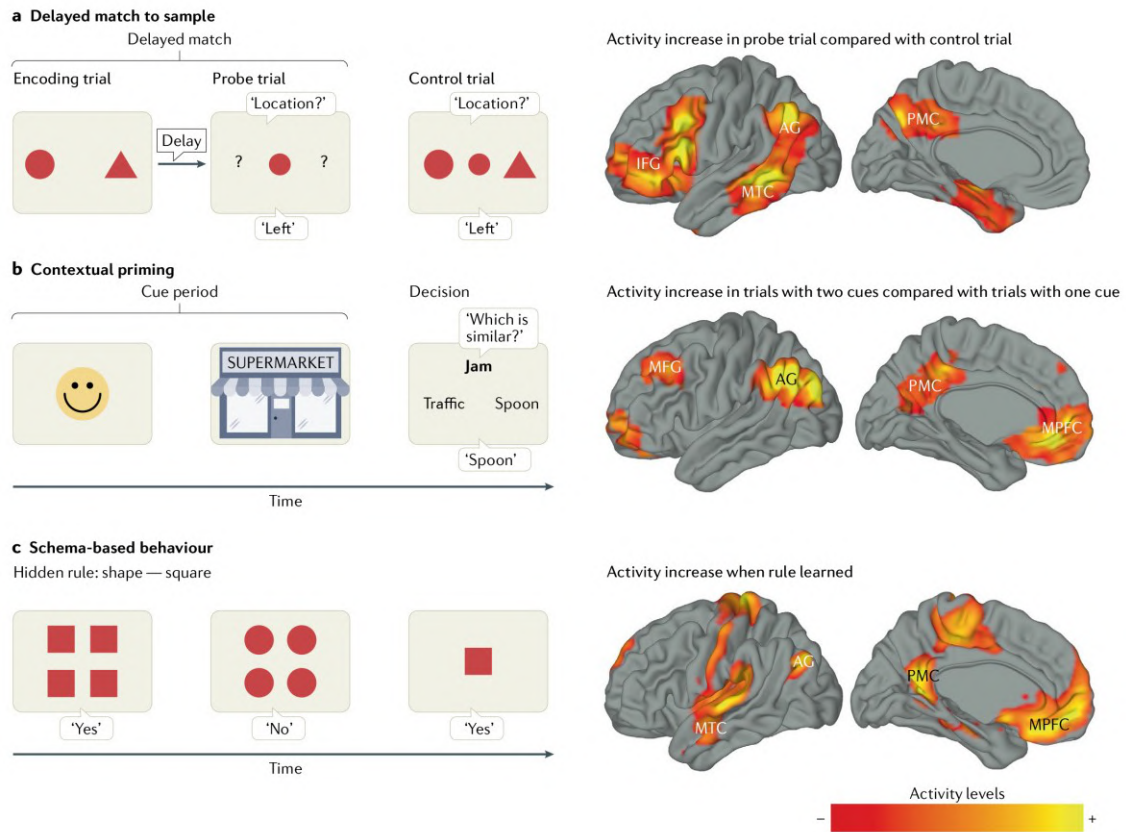 a Delayed match to sample
Delayed match
Encoding trial
Probe trial
Control trial
'Location?'
'Location?'
Delay
?
?
'Left'
'Left'
Activity increase in probe trial compared with control trial
IFG
MTC
AG
PMC
b Contextual priming
Cue period
Decision
'Which is
similar?'
SUPERMARKET
Jam
Traffic
Spoon
'Spoon'
Time
Activity increase in trials with two cues compared with trials with one cue
MFG
AG
PMC
MPFC
c Schema-based behaviour
Hidden rule: shape — square
'Yes'
'No'
'Yes'
Time
Activity increase when rule learned
AG
MTC
PMC
MPFC
Activity levels
–
+